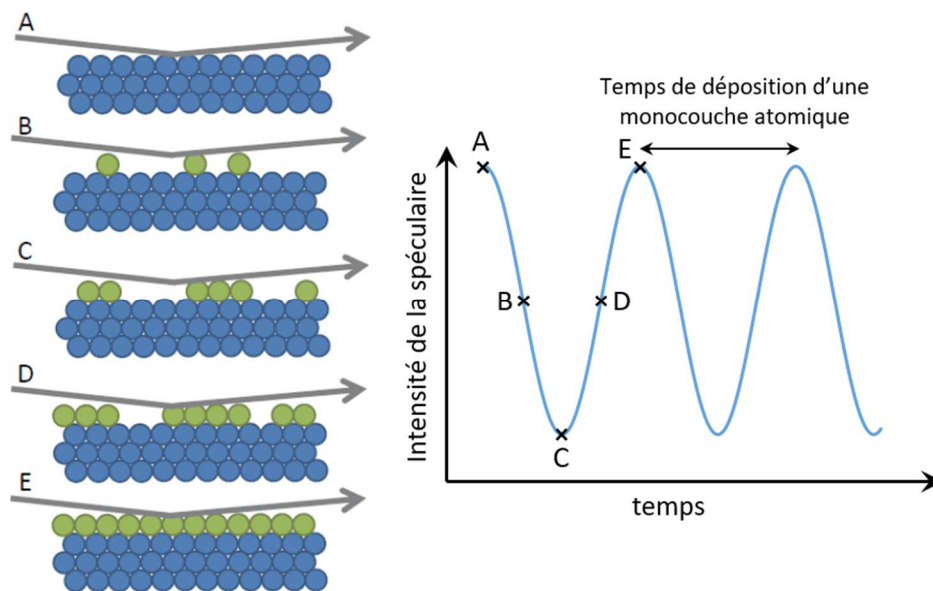 A
B
C
D
E
Temps de déposition d'une
monocouche atomique
A
E
B
D
C
Intensité de la spéculaire
temps